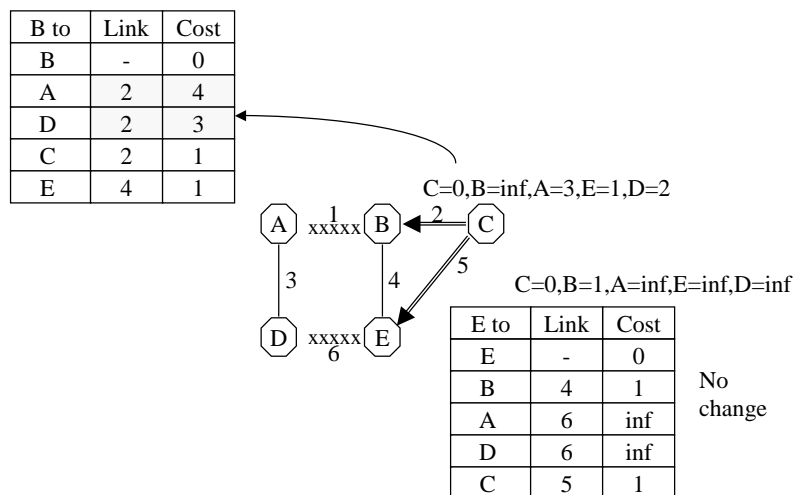 B to Link Cost
B - 0
A 2 4
D 2 3
C 2 1
E 4 1
C=0,B=inf,A=3,E=1,D=2
1
A xxxxx B 2 C
5
3 4
C=0,B=1,A=inf,E=inf,D=inf
D xxxxx E
6
E to Link Cost
E - 0
B 4 1
A 6 inf
D 6 inf
C 5 1
No
change